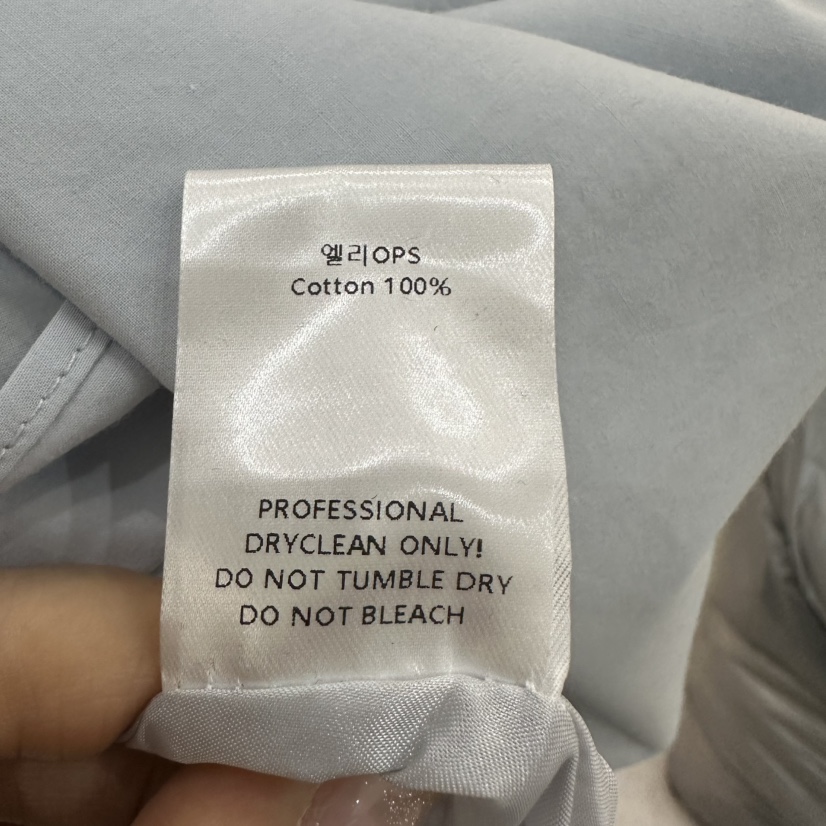 엘리OPS
Cotton 100%
PROFESSIONAL
DRYCLEAN ONLY!
DO NOT TUMBLE DRY
DO NOT BLEACH